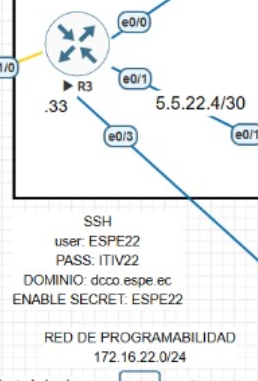 e0/0
1/0
e0/1
R3
.33
5.5.22.4/30
e0/3
e0/1
SSH
user: ESPE22
PASS: ITIV22
DOMINIO: dcco.espe.ec
ENABLE SECRET: ESPE22
RED DE PROGRAMABILIDAD
172.16.22.0/24